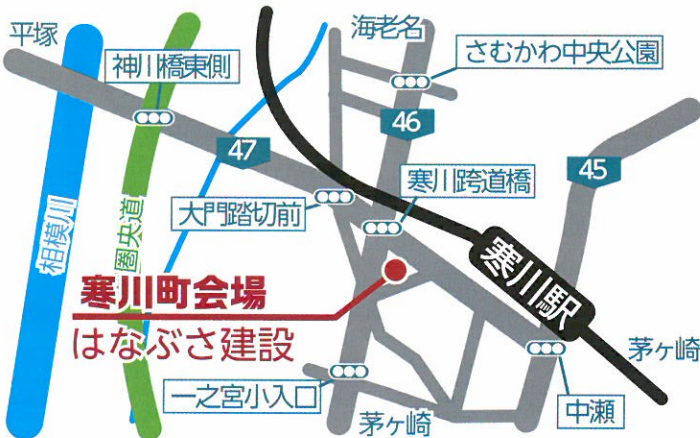 平塚
海老名
さむかわ中央公園
神川橋東側
46
47
45
寒川跨道橋
大門踏切前
相模川
圏央道
寒川駅
寒川町会場
はなぶさ建設
茅ヶ崎
一之宮小入口
中瀬
茅ヶ崎